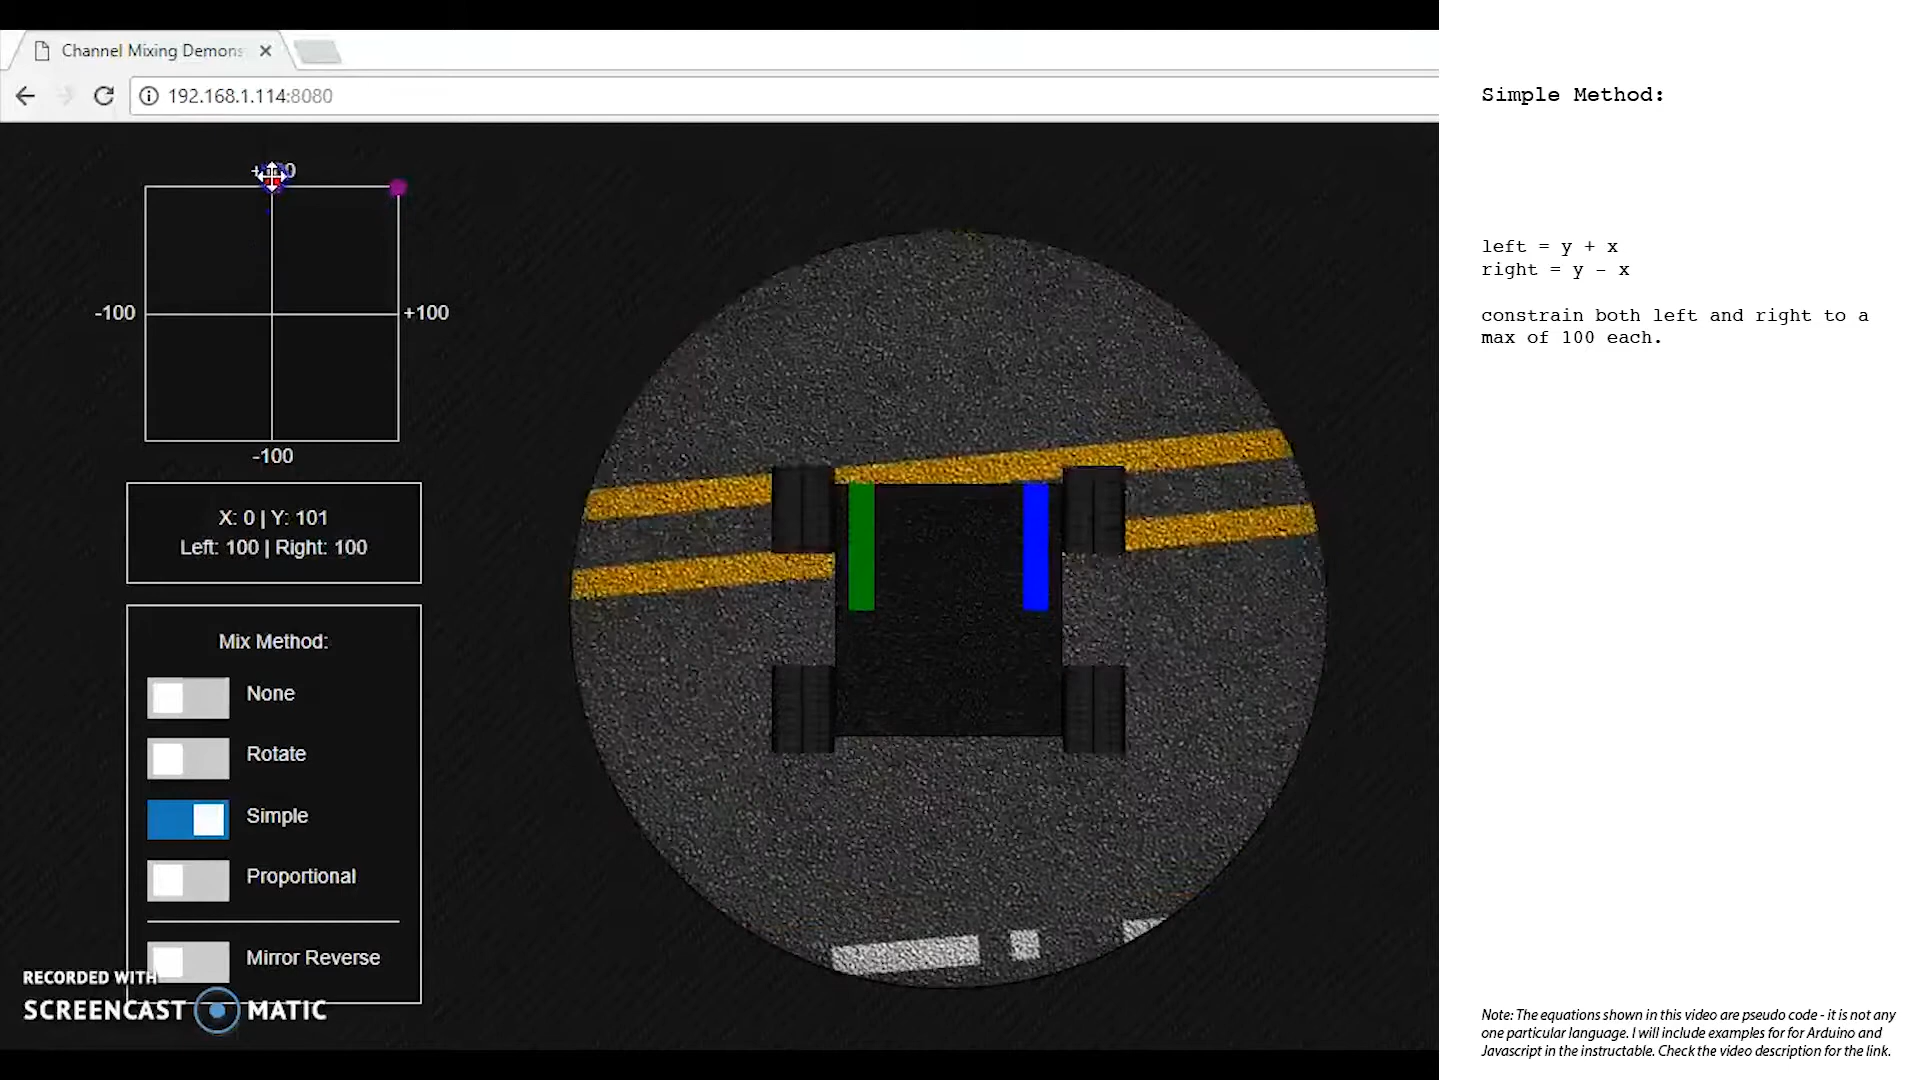 Channel Mixing Demons
192.168.1.114:8080
-100
+100
-100
X: 0 | Y: 101
Left: 100 | Right: 100
Mix Method:
None
Rotate
Simple
Proportional
Mirror Reverse
RECORDED WITH
SCREENCAST MATIC
Simple Method:
left = y + x
right = y - x
constrain both left and right to a
max of 100 each.
Note: The equations shown in this video are pseudo code - it is not any
one particular language. I will include examples for for Arduino and
Javascript in the instructable. Check the video description for the link.